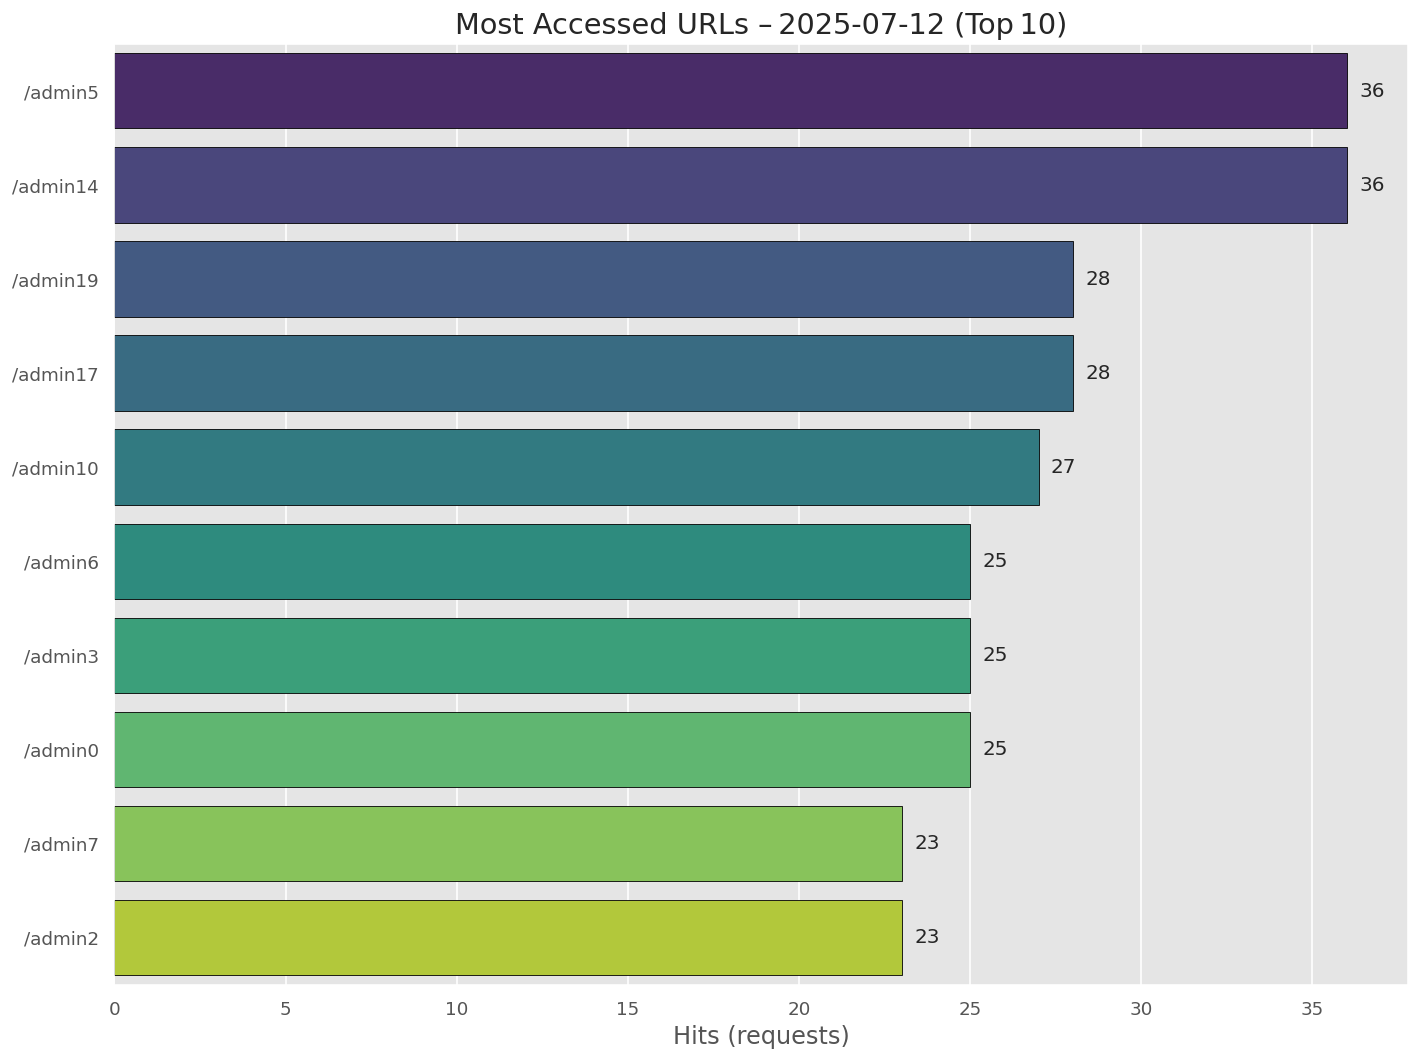 Most Accessed URLs – 2025-07-12 (Top 10)
/admin5 36
/admin14 36
/admin19 28
/admin17 28
/admin10 27
/admin6 25
/admin3 25
/admin0 25
/admin7 23
/admin2 23
0 5 10 15 20 25 30 35
Hits (requests)